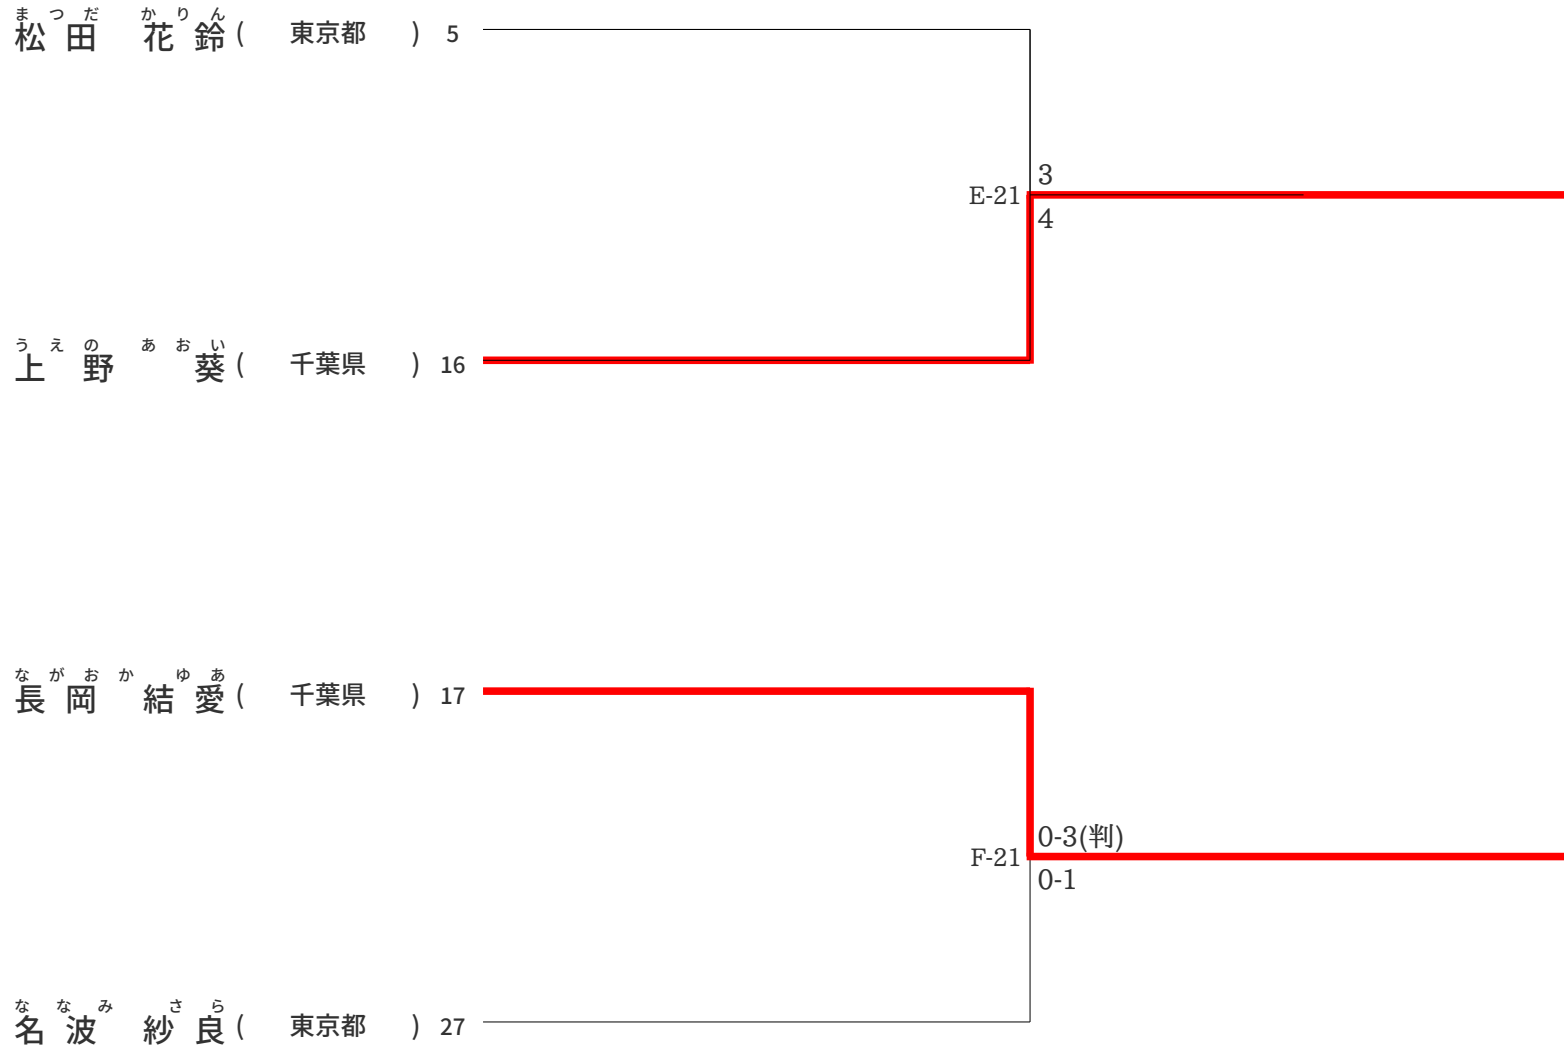 まつだ かりん
松田 花鈴 ( 東京都 ) 5
3
E-21
4
うえの あおい
上野 葵 ( 千葉県 ) 16
ながおか ゆあ
長岡 結愛 ( 千葉県 ) 17
0-3(判)
F-21
0-1
ななみ さら
名波 紗良 ( 東京都 ) 27